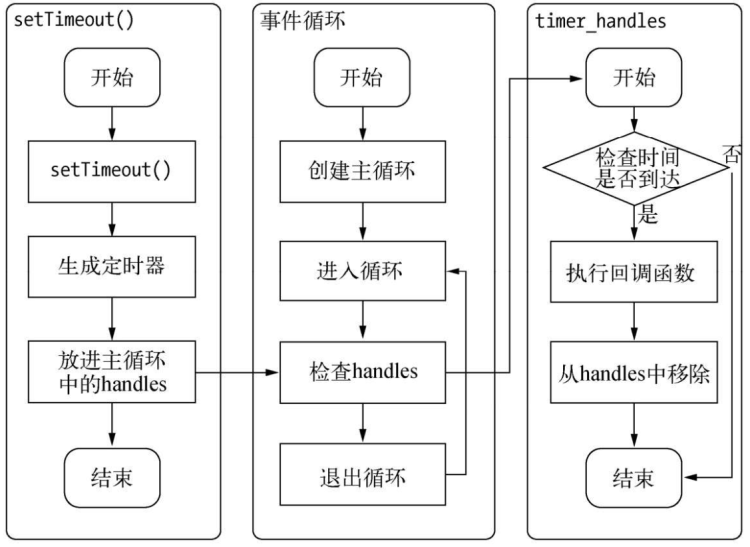 setTimeout()
开始
setTimeout()
生成定时器
放进主循环
中的handles
结束
事件循环
开始
创建主循环
进入循环
检查handles
退出循环
timer_handles
开始
检查时间
是否到达
否
是
执行回调函数
从handles中移除
结束